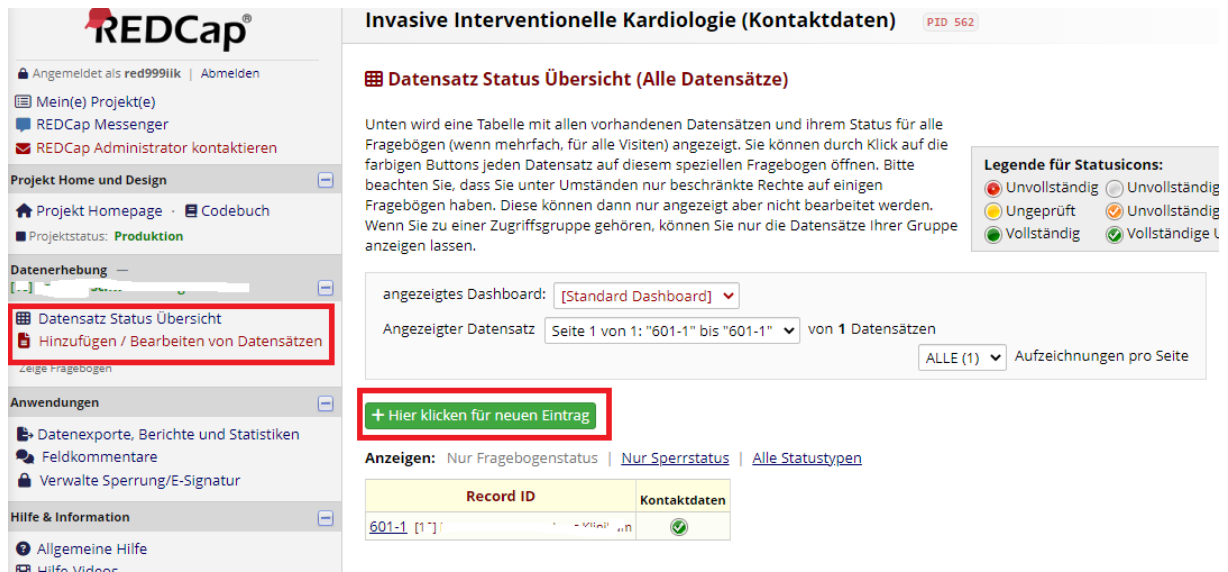 REDCap®
Angemeldet als red999iik | Abmelden
Mein(e) Projekt(e)
REDCap Messenger
REDCap Administrator kontaktieren
Projekt Home und Design
Projekt Homepage · Codebuch
Projektstatus: Produktion
Datenerhebung
Datensatz Status Übersicht
Hinzufügen / Bearbeiten von Datensätzen
Zeige Fragebögen
Anwendungen
Datenexporte, Berichte und Statistiken
Feldkommentare
Verwalte Sperrung/E-Signatur
Hilfe & Information
Allgemeine Hilfe
Hilfe-Videos
Invasive Interventionelle Kardiologie (Kontaktdaten) PID 562
Datensatz Status Übersicht (Alle Datensätze)
Unten wird eine Tabelle mit allen vorhandenen Datensätzen und ihrem Status für alle
Fragebögen (wenn mehrfach, für alle Visiten) angezeigt. Sie können durch Klick auf die
farbigen Buttons jeden Datensatz auf diesem speziellen Fragebogen öffnen. Bitte
beachten Sie, dass Sie unter Umständen nur beschränkte Rechte auf einigen
Fragebögen haben. Diese können dann nur angezeigt aber nicht bearbeitet werden.
Wenn Sie zu einer Zugriffsgruppe gehören, können Sie nur die Datensätze Ihrer Gruppe
anzeigen lassen.
Legende für Statusicons:
Unvollständig Unvollständig
Ungeprüft Unvollständig
Vollständig Vollständige U
angezeigtes Dashboard: [Standard Dashboard]
Angezeigter Datensatz Seite 1 von 1: "601-1" bis "601-1" von 1 Datensätzen
ALLE (1) Aufzeichnungen pro Seite
+ Hier klicken für neuen Eintrag
Anzeigen: Nur Fragebogenstatus | Nur Sperrstatus | Alle Statustypen
Record ID Kontaktdaten
601-1